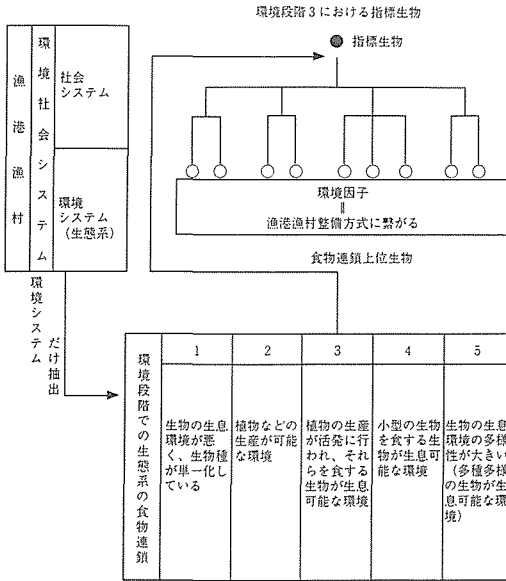 環境段階3における指標生物
指標生物
漁港漁村
環境社会システム
社会
システム
環境
システム
(生態系)
環境因子
||
漁港漁村整備方式に繋がる
食物連鎖上位生物
環境システム
だけ抽出
環境段階での生態系の食物連鎖
1
2
3
4
5
生物の生息
環境が悪
く、生物種
が単一化し
ている
植物などの
生産が可能
な環境
植物の生産
が活発に行
われ、それ
らを食する
生物が生息
可能な環境
小型の生物
を食する生
物が生息可
能な環境
生物の生息
環境の多様
性が大きい
(多種多様
の生物が生
息可能な環
境)